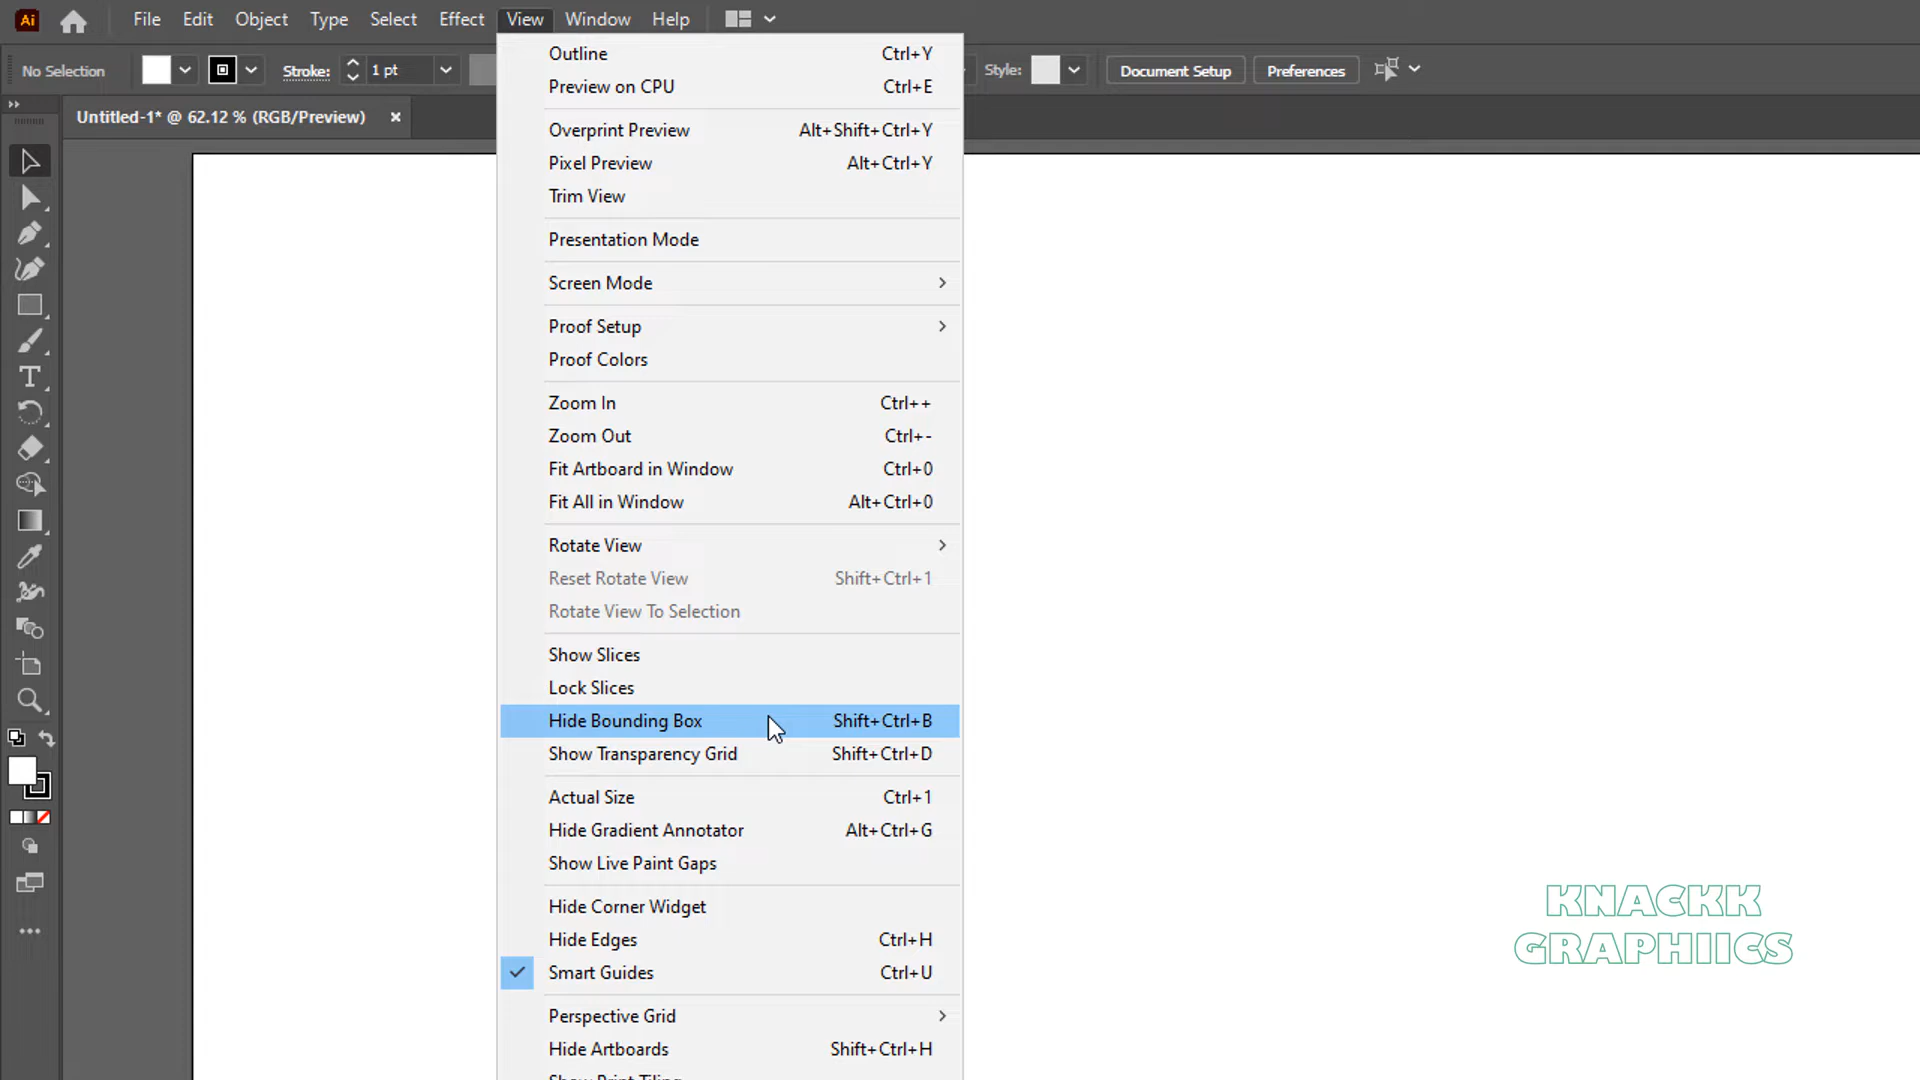 Ai File Edit Object Type Select Effect View Window Help
No Selection Stroke: 1 pt Style: Document Setup Preferences
Untitled-1* @ 62.12 % (RGB/Preview) ×
Outline Ctrl+Y
Preview on CPU Ctrl+E
Overprint Preview Alt+Shift+Ctrl+Y
Pixel Preview Alt+Ctrl+Y
Trim View
Presentation Mode
Screen Mode
Proof Setup
Proof Colors
Zoom In Ctrl++
Zoom Out Ctrl+-
Fit Artboard in Window Ctrl+0
Fit All in Window Alt+Ctrl+0
Rotate View
Reset Rotate View Shift+Ctrl+1
Rotate View To Selection
Show Slices
Lock Slices
Hide Bounding Box Shift+Ctrl+B
Show Transparency Grid Shift+Ctrl+D
Actual Size Ctrl+1
Hide Gradient Annotator Alt+Ctrl+G
Show Live Paint Gaps
Hide Corner Widget
Hide Edges Ctrl+H
Smart Guides Ctrl+U
Perspective Grid
Hide Artboards Shift+Ctrl+H
Show Print Tiling
KNACKK
GRAPHIICS